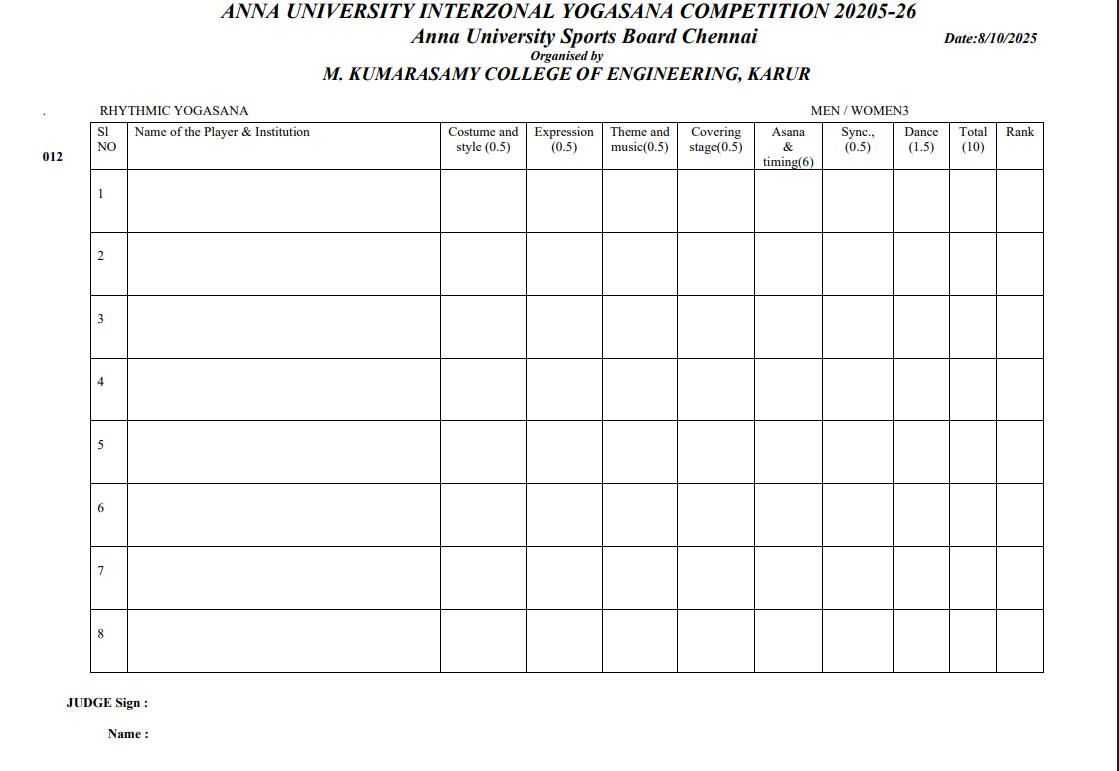 ANNA UNIVERSITY INTERZONAL YOGASANA COMPETITION 20205-26
Anna University Sports Board Chennai
Date:8/10/2025
Organised by
M. KUMARASAMY COLLEGE OF ENGINEERING, KARUR
. RHYTHMIC YOGASANA MEN / WOMEN3
Sl NO Name of the Player & Institution Costume and style (0.5) Expression (0.5) Theme and music(0.5) Covering stage(0.5) Asana & timing(6) Sync., (0.5) Dance (1.5) Total (10) Rank
012
1
2
3
4
5
6
7
8
JUDGE Sign :
Name :